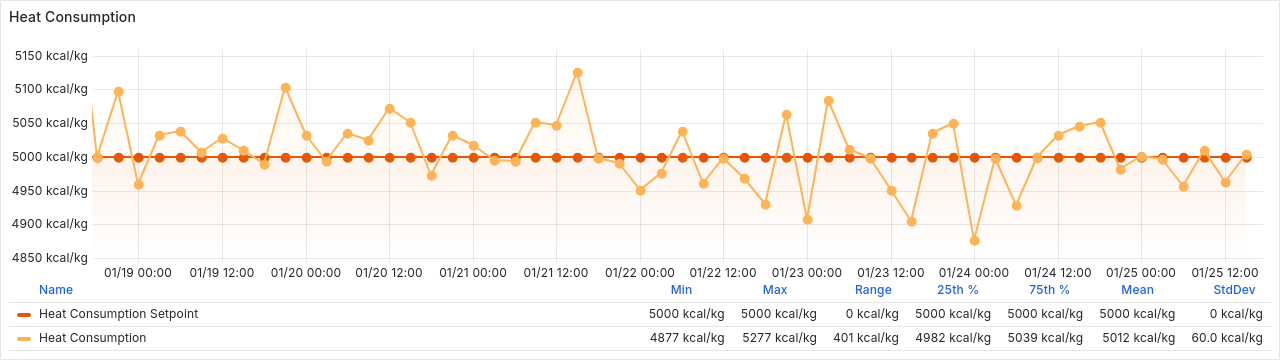 Heat Consumption
5150 kcal/kg
5100 kcal/kg
5050 kcal/kg
5000 kcal/kg
4950 kcal/kg
4900 kcal/kg
4850 kcal/kg
01/19 00:00 01/19 12:00 01/20 00:00 01/20 12:00 01/21 00:00 01/21 12:00 01/22 00:00 01/22 12:00 01/23 00:00 01/23 12:00 01/24 00:00 01/24 12:00 01/25 00:00 01/25 12:00
Name Min Max Range 25th % 75th % Mean StdDev
Heat Consumption Setpoint 5000 kcal/kg 5000 kcal/kg 0 kcal/kg 5000 kcal/kg 5000 kcal/kg 5000 kcal/kg 0 kcal/kg
Heat Consumption 4877 kcal/kg 5277 kcal/kg 401 kcal/kg 4982 kcal/kg 5039 kcal/kg 5012 kcal/kg 60.0 kcal/kg